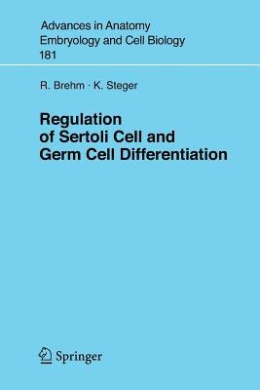 Advances in Anatomy
Embryology and Cell Biology
181
R. Brehm · K. Steger
Regulation
of Sertoli Cell and
Germ Cell Differentiation
Springer